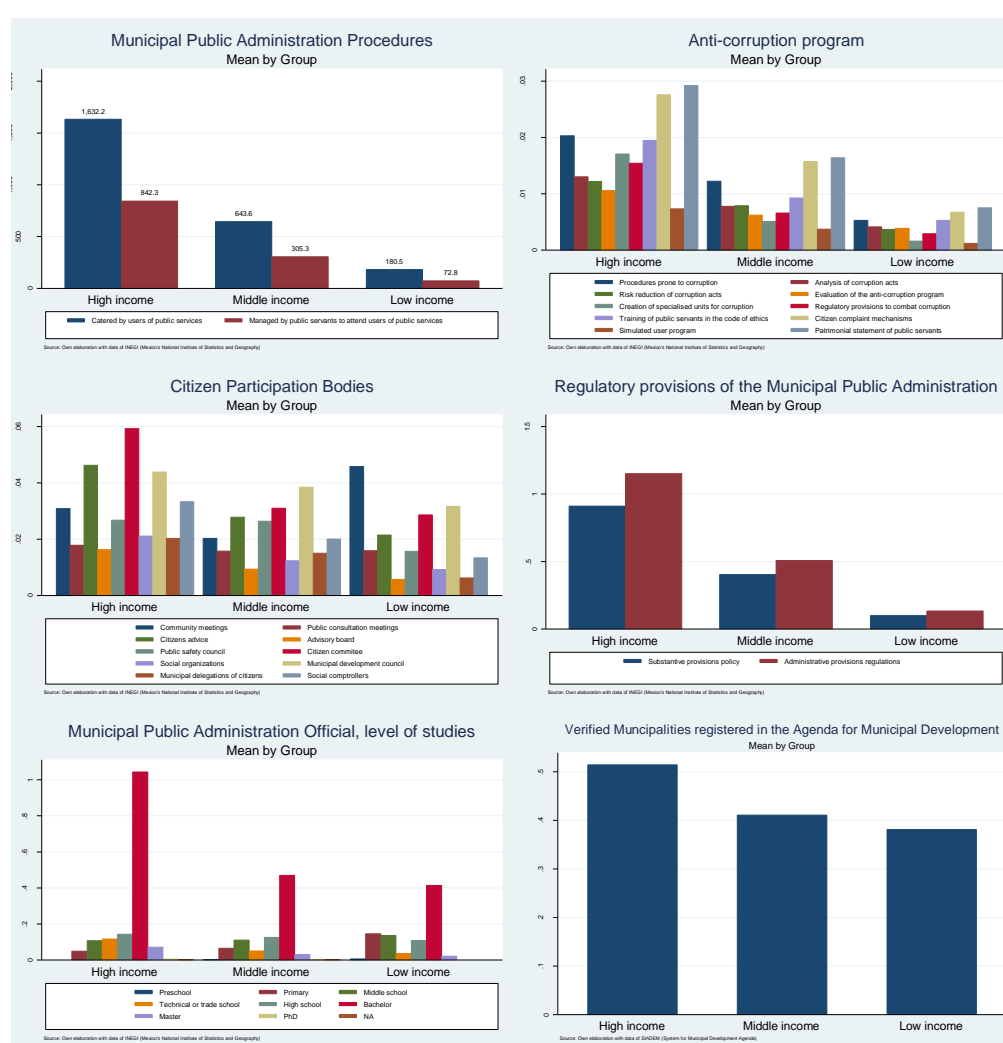 Municipal Public Administration Procedures
Mean by Group
500
0
1,632.2
842.3
643.6
305.3
180.5
72.8
High income
Middle income
Low income
Catered by users of public services
Managed by public servants to attend users of public services
Source: Own elaboration with data of INEGI (Mexico's National Institute of Statistics and Geography)
Anti-corruption program
Mean by Group
.03
.02
.01
0
High income
Middle income
Low income
Procedures prone to corruption
Analysis of corruption acts
Risk reduction of corruption acts
Evaluation of the anti-corruption program
Creation of specialised units for corruption
Regulatory provisions to combat corruption
Training of public servants in the code of ethics
Citizen complaint mechanisms
Simulated user program
Patrimonial statement of public servants
Source: Own elaboration with data of INEGI (Mexico's National Institute of Statistics and Geography)
Citizen Participation Bodies
Mean by Group
.06
.04
.02
0
High income
Middle income
Low income
Community meetings
Public consultation meetings
Citizens advice
Advisory board
Public safety council
Citizen commitee
Social organizations
Municipal development council
Municipal delegations of citizens
Social comptrollers
Source: Own elaboration with data of INEGI (Mexico's National Institute of Statistics and Geography)
Regulatory provisions of the Municipal Public Administration
Mean by Group
1.5
1
.5
0
High income
Middle income
Low income
Substantive provisions policy
Administrative provisions regulations
Source: Own elaboration with data of INEGI (Mexico's National Institute of Statistics and Geography)
Municipal Public Administration Official, level of studies
Mean by Group
1
.8
.6
.4
.2
0
High income
Middle income
Low income
Preschool
Primary
Middle school
Technical or trade school
High school
Bachelor
Master
PhD
NA
Source: Own elaboration with data of INEGI (Mexico's National Institute of Statistics and Geography)
Verified Muncipalities registered in the Agenda for Municipal Development
Mean by Group
.5
.4
.3
.2
.1
0
High income
Middle income
Low income
Source: Own elaboration with data of SIADEM (System for Municipal Development Agenda)